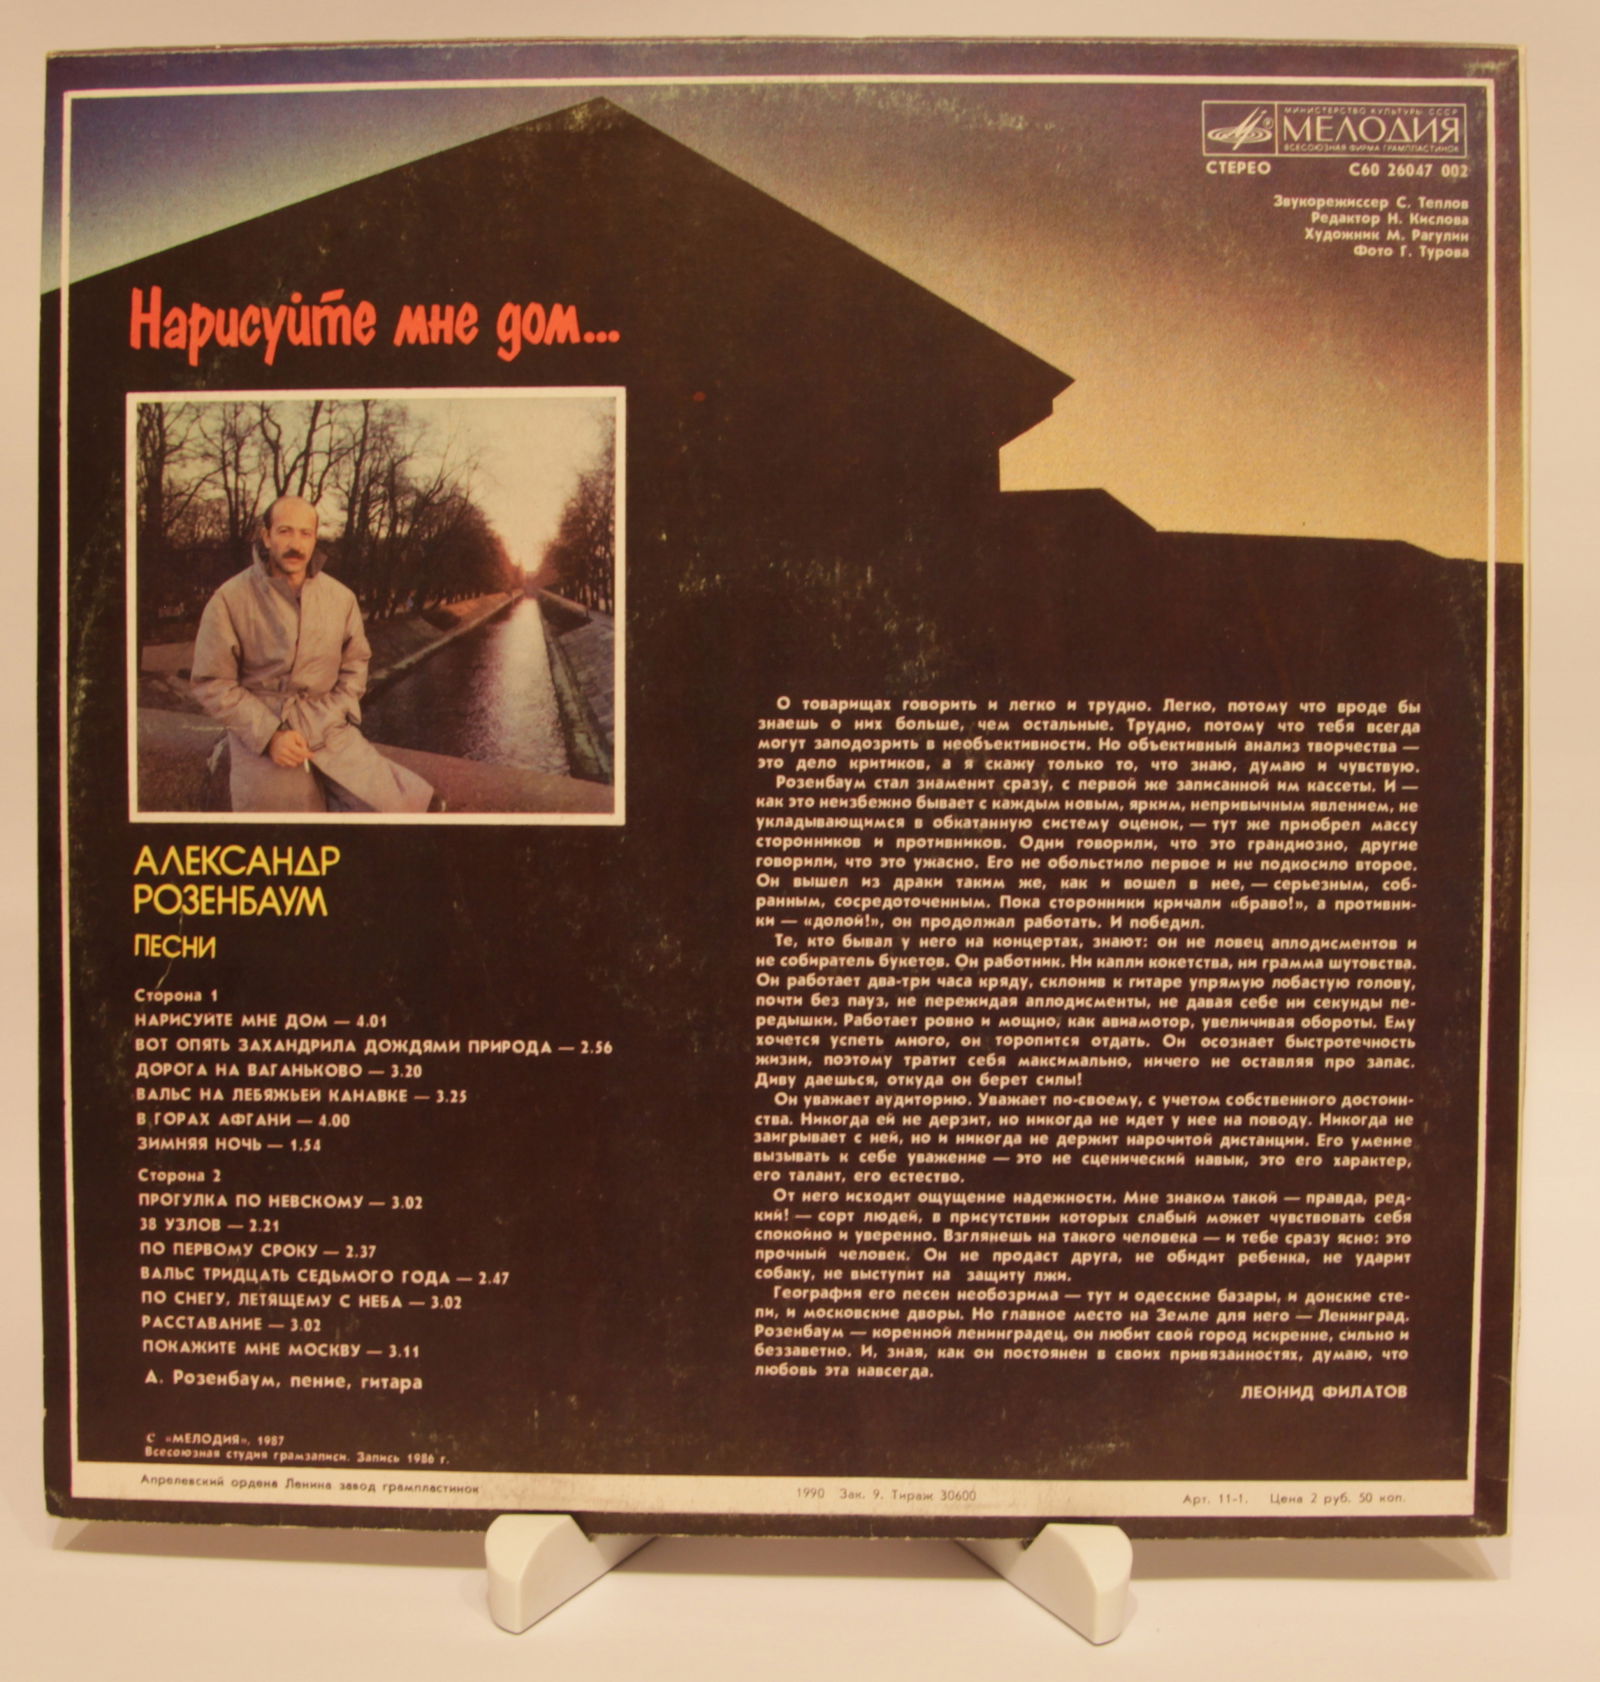 МИНИСТЕРСТВО КУЛЬТУРЫ СССР
МЕЛОДИЯ
ВСЕСОЮЗНАЯ ФИРМА ГРАМПЛАСТИНОК
СТЕРЕО С60 26047 002
Звукорежиссер С. Теплов
Редактор Н. Кислова
Художник М. Рагулин
Фото Г. Турова
Нарисуйте мне дом...
АЛЕКСАНДР
РОЗЕНБАУМ
ПЕСНИ
Сторона 1
НАРИСУЙТЕ МНЕ ДОМ — 4.01
ВОТ ОПЯТЬ ЗАХАНДРИЛА ДОЖДЯМИ ПРИРОДА — 2.56
ДОРОГА НА ВАГАНЬКОВО — 3.20
ВАЛЬС НА ЛЕБЯЖЬЕЙ КАНАВКЕ — 3.25
В ГОРАХ АФГАНИ — 4.00
ЗИМНЯЯ НОЧЬ — 1.54
Сторона 2
ПРОГУЛКА ПО НЕВСКОМУ — 3.02
38 УЗЛОВ — 2.21
ПО ПЕРВОМУ СРОКУ — 2.37
ВАЛЬС ТРИДЦАТЬ СЕДЬМОГО ГОДА — 2.47
ПО СНЕГУ, ЛЕТЯЩЕМУ С НЕБА — 3.02
РАССТАВАНИЕ — 3.02
ПОКАЖИТЕ МНЕ МОСКВУ — 3.11
А. Розенбаум, пение, гитара
С «МЕЛОДИЯ», 1987
Всесоюзная студия грамзаписи. Запись 1986 г.
О товарищах говорить и легко и трудно. Легко, потому что вроде бы
знаешь о них больше, чем остальные. Трудно, потому что тебя всегда
могут заподозрить в необъективности. Но объективный анализ творчества —
это дело критиков, а я скажу только то, что знаю, думаю и чувствую.
Розенбаум стал знаменит сразу, с первой же записанной им кассеты. И —
как это неизбежно бывает с каждым новым, ярким, непривычным явлением, не
укладывающимся в обкатанную систему оценок, — тут же приобрел массу
сторонников и противников. Одни говорили, что это грандиозно, другие
говорили, что это ужасно. Его не обольстило первое и не подкосило второе.
Он вышел из драки таким же, как и вошел в нее, — серьезным, соб-
ранным, сосредоточенным. Пока сторонники кричали «браво!», а противни-
ки — «долой!», он продолжал работать. И победил.
Те, кто бывал у него на концертах, знают: он не ловец аплодисментов и
не собиратель букетов. Он работник. Ни капли кокетства, ни грамма шутовства.
Он работает два-три часа кряду, склонив к гитаре упрямую лобастую голову,
почти без пауз, не пережидая аплодисменты, не давая себе ни секунды пе-
редышки. Работает ровно и мощно, как авиамотор, увеличивая обороты. Ему
хочется успеть много, он торопится отдать. Он осознает быстротечность
жизни, поэтому тратит себя максимально, ничего не оставляя про запас.
Диву даешься, откуда он берет силы!
Он уважает аудиторию. Уважает по-своему, с учетом собственного достоин-
ства. Никогда ей не дерзит, но никогда не идет у нее на поводу. Никогда не
заигрывает с ней, но и никогда не держит нарочитой дистанции. Его умение
вызывать к себе уважение — это не сценический навык, это его характер,
его талант, его естество.
От него исходит ощущение надежности. Мне знаком такой — правда, ред-
кий! — сорт людей, в присутствии которых слабый может чувствовать себя
спокойно и уверенно. Взглянешь на такого человека — и тебе сразу ясно: это
прочный человек. Он не продаст друга, не обидит ребенка, не ударит
собаку, не выступит на защиту лжи.
География его песен необозрима — тут и одесские базары, и донские сте-
пи, и московские дворы. Но главное место на Земле для него — Ленинград.
Розенбаум — коренной ленинградец, он любит свой город искренне, сильно и
беззаветно. И, зная, как он постоянен в своих привязанностях, думаю, что
любовь эта навсегда.
ЛЕОНИД ФИЛАТОВ
Апрелевский ордена Ленина завод грампластинок 1990 Зак. 9. Тираж 30600 Арт. 11-1. Цена 2 руб. 50 коп.